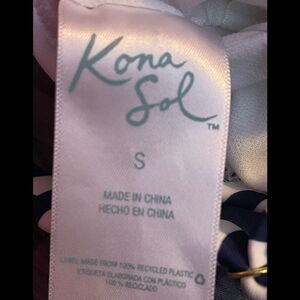 Kona
Sol™
S
MADE IN CHINA
HECHO EN CHINA
LABEL MADE FROM 100% RECYCLED PLASTIC
ETIQUETA ELABORADA CON PLÁSTICO
100% RECICLADO